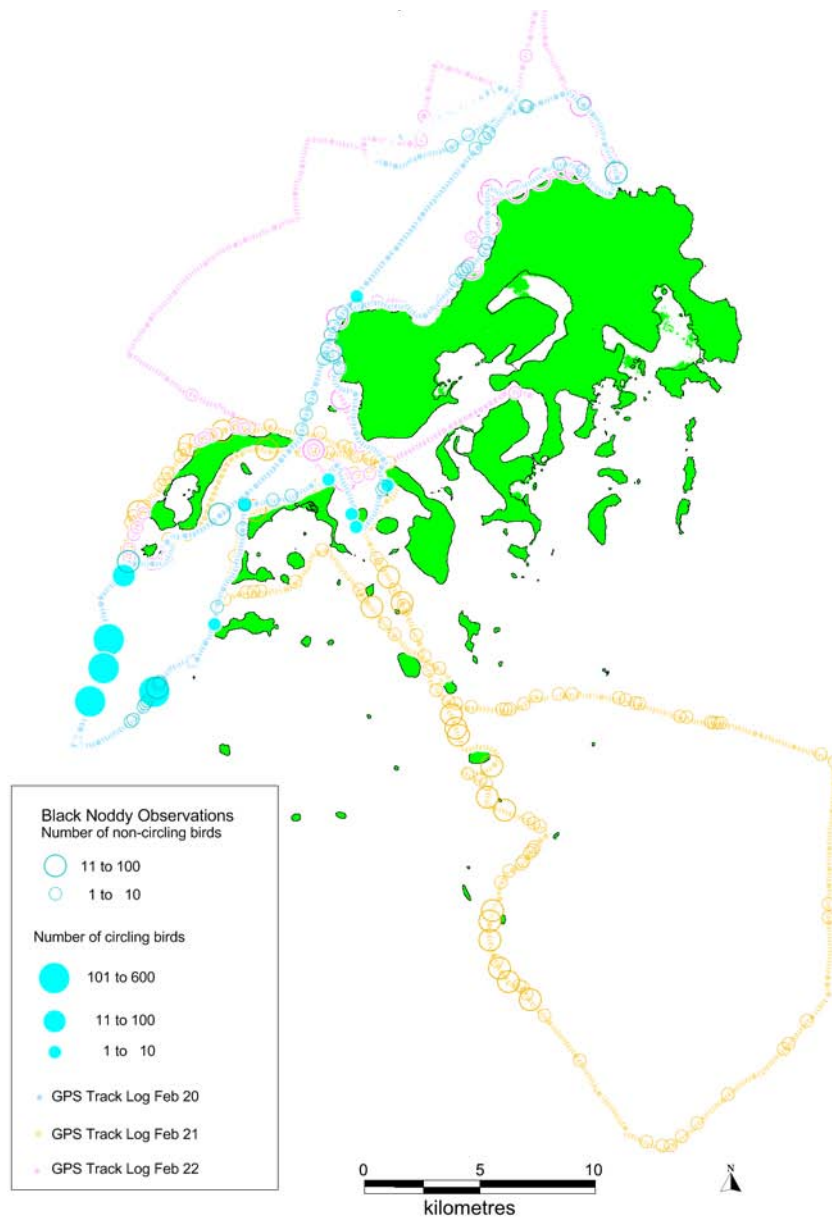 Black Noddy Observations
Number of non-circling birds
11 to 100
1 to 10
Number of circling birds
101 to 600
11 to 100
1 to 10
GPS Track Log Feb 20
GPS Track Log Feb 21
GPS Track Log Feb 22
0 5 10
kilometres
N